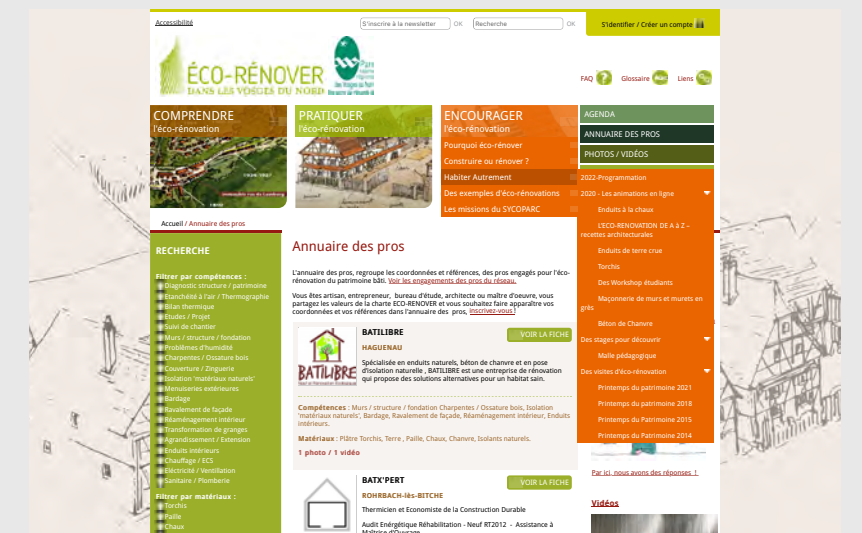 Accessibilité
S'inscrire à la newsletter OK
Recherche OK
S'identifier / Créer un compte
ÉCO-RÉNOVER
DANS LES VOSGES DU NORD
Parc
FAQ
Glossaire
Liens
COMPRENDRE
l'éco-rénovation
PRATIQUER
l'éco-rénovation
ENCOURAGER
l'éco-rénovation
Pourquoi éco-rénover
Construire ou rénover ?
Habiter Autrement
Des exemples d'éco-rénovations
Les missions du SYCOPARC
AGENDA
ANNUAIRE DES PROS
PHOTOS / VIDÉOS
2022-Programmation
2020 - Les animations en ligne
Enduits à la chaux
L'ECO-RENOVATION DE A à Z –
recettes architecturales
Enduits de terre crue
Torchis
Des Workshop étudiants
Maçonnerie de murs et murets en
grès
Béton de Chanvre
Des stages pour découvrir
Malle pédagogique
Des visites d'éco-rénovation
Printemps du patrimoine 2021
Printemps du patrimoine 2018
Printemps du Patrimoine 2015
Printemps du Patrimoine 2014
Accueil / Annuaire des pros
RECHERCHE
Filtrer par compétences :
Diagnostic structure / patrimoine
Etanchéité à l'air / Thermographie
Bilan thermique
Etudes / Projet
Suivi de chantier
Murs / structure / fondation
Problèmes d'humidité
Charpentes / Ossature bois
Couverture / Zinguerie
Isolation 'matériaux naturels'
Menuiseries extérieures
Bardage
Ravalement de façade
Réaménagement intérieur
Transformation de granges
Agrandissement / Extension
Enduits intérieurs
Chauffage / ECS
Eléctricité / Ventilation
Sanitaire / Plomberie
Filtrer par matériaux :
Torchis
Paille
Chaux
Annuaire des pros
L'annuaire des pros, regroupe les coordonnées et références, des pros engagés pour l'éco-
rénovation du patrimoine bâti. Voir les engagements des pros du réseau.
Vous êtes artisan, entrepreneur, bureau d'étude, architecte ou maître d'oeuvre, vous
partagez les valeurs de la charte ECO-RENOVER et vous souhaitez faire apparaître vos
coordonnées et vos références dans l'annuaire des pros, inscrivez-vous !
BATILIBRE
BATILIBRE
VOIR LA FICHE
HAGUENAU
Spécialisée en enduits naturels, béton de chanvre et en pose
d'isolation naturelle , BATILIBRE est une entreprise de rénovation
qui propose des solutions alternatives pour un habitat sain.
Compétences : Murs / structure / fondation Charpentes / Ossature bois, Isolation
'matériaux naturels', Bardage, Ravalement de façade, Réaménagement intérieur, Enduits
intérieurs.
Matériaux : Plâtre Torchis, Terre , Paille, Chaux, Chanvre, Isolants naturels.
1 photo / 1 vidéo
BATX'PERT
VOIR LA FICHE
ROHRBACH-lès-BITCHE
Thermicien et Economiste de la Construction Durable
Audit Enérgétique Réhabilitation - Neuf RT2012 - Assistance à
Maîtrise d'Ouvrage
Par ici, nous avons des réponses !
Vidéos